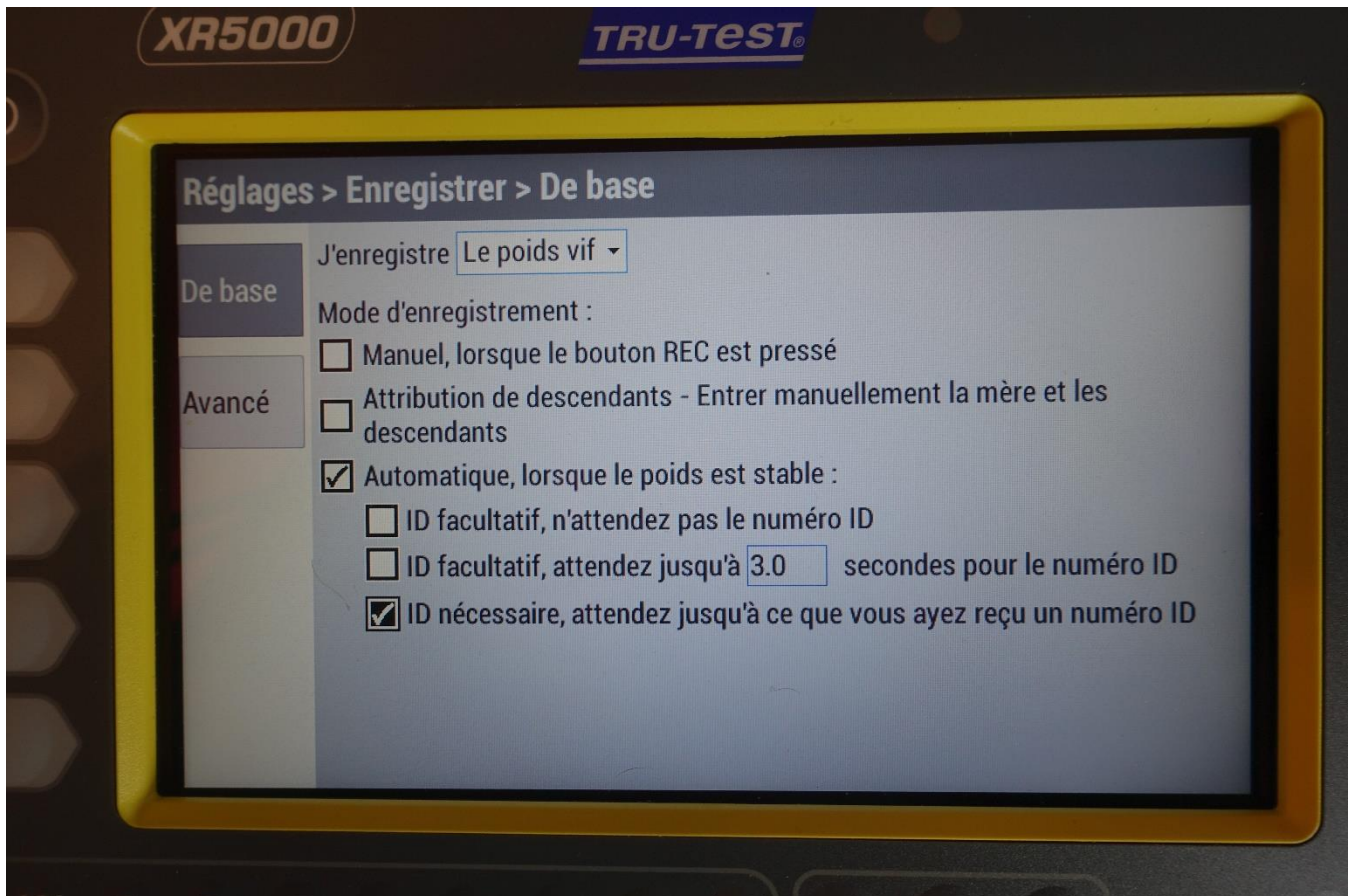 XR5000
TRU-TEST®
Réglages > Enregistrer > De base
De base
Avancé
J'enregistre Le poids vif
Mode d'enregistrement :
Manuel, lorsque le bouton REC est pressé
Attribution de descendants - Entrer manuellement la mère et les
descendants
Automatique, lorsque le poids est stable :
ID facultatif, n'attendez pas le numéro ID
ID facultatif, attendez jusqu'à 3.0 secondes pour le numéro ID
ID nécessaire, attendez jusqu'à ce que vous ayez reçu un numéro ID